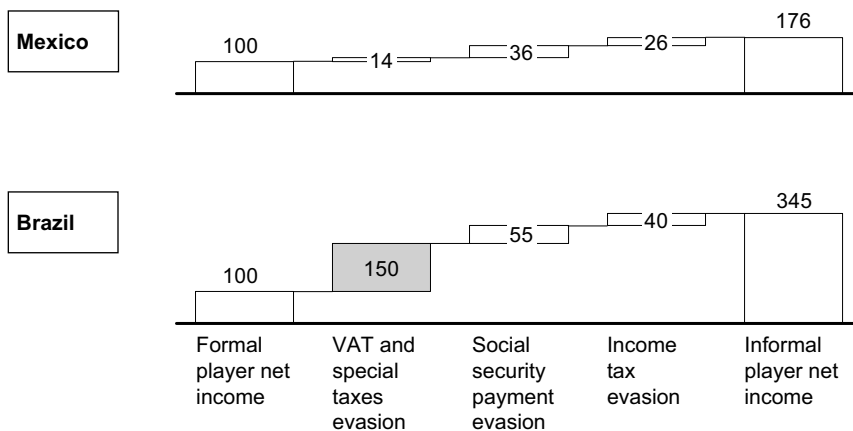 Mexico
100
14
36
26
176
Brazil
100
150
55
40
345
Formal
player net
income
VAT and
special
taxes
evasion
Social
security
payment
evasion
Income
tax
evasion
Informal
player net
income